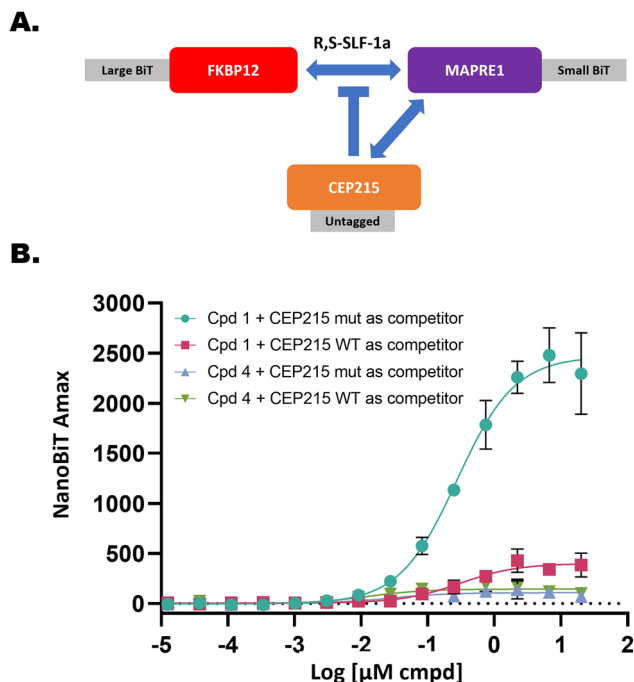 A.
R,S-SLF-1a
Large BiT FKBP12 MAPRE1 Small BiT
CEP215
Untagged
B.
3000
2500
2000
1500
1000
500
0
NanoBiT Amax
Cpd 1 + CEP215 mut as competitor
Cpd 1 + CEP215 WT as competitor
Cpd 4 + CEP215 mut as competitor
Cpd 4 + CEP215 WT as competitor
-5 -4 -3 -2 -1 0 1 2
Log [µM cmpd]